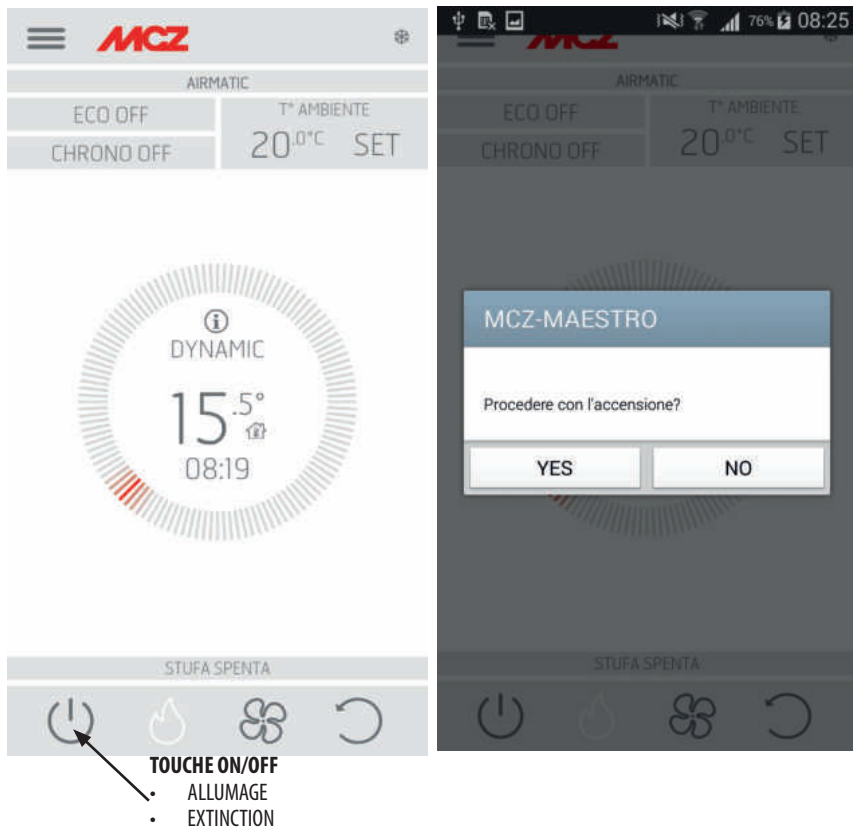 MCZ
AIRMATIC
ECO OFF
T° AMBIENTE
CHRONO OFF
20.0°C SET
DYNAMIC
15.5°
08:19
STUFA SPENTA
TOUCHE ON/OFF
• ALLUMAGE
• EXTINCTION
76% 08:25
MCZ
AIRMATIC
ECO OFF
T° AMBIENTE
CHRONO OFF
20.0°C SET
MCZ-MAESTRO
Procedere con l'accensione?
YES NO
STUFA SPENTA